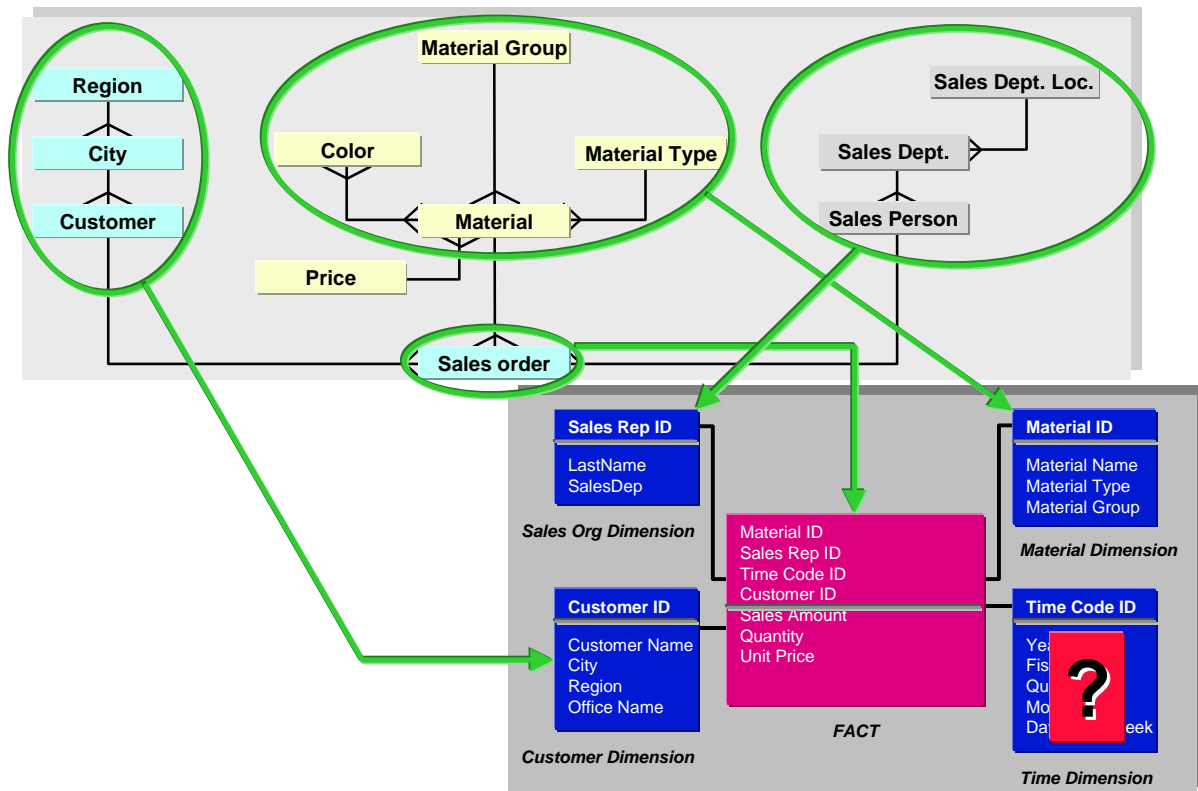 Material Group
Region
Sales Dept. Loc.
City
Color
Material Type
Sales Dept.
Customer
Material
Sales Person
Price
Sales order
Sales Rep ID
LastName
SalesDep
Sales Org Dimension
Material ID
Material Name
Material Type
Material Group
Material Dimension
Material ID
Sales Rep ID
Time Code ID
Customer ID
Sales Amount
Quantity
Unit Price
FACT
Customer ID
Customer Name
City
Region
Office Name
Customer Dimension
Time Code ID
?
Time Dimension